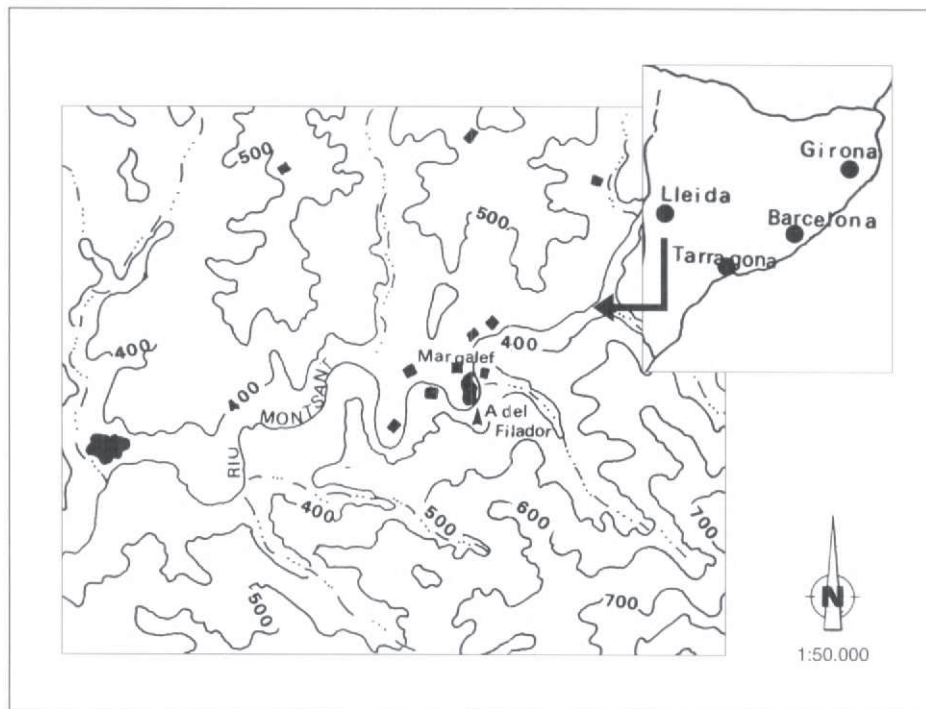 500
500
Girona
Lleida
Barcelona
Tarragona
400
400
Margalef
400
RIU MONTSANT
A del
Filador
400
500
600
700
500
700
N
1:50.000